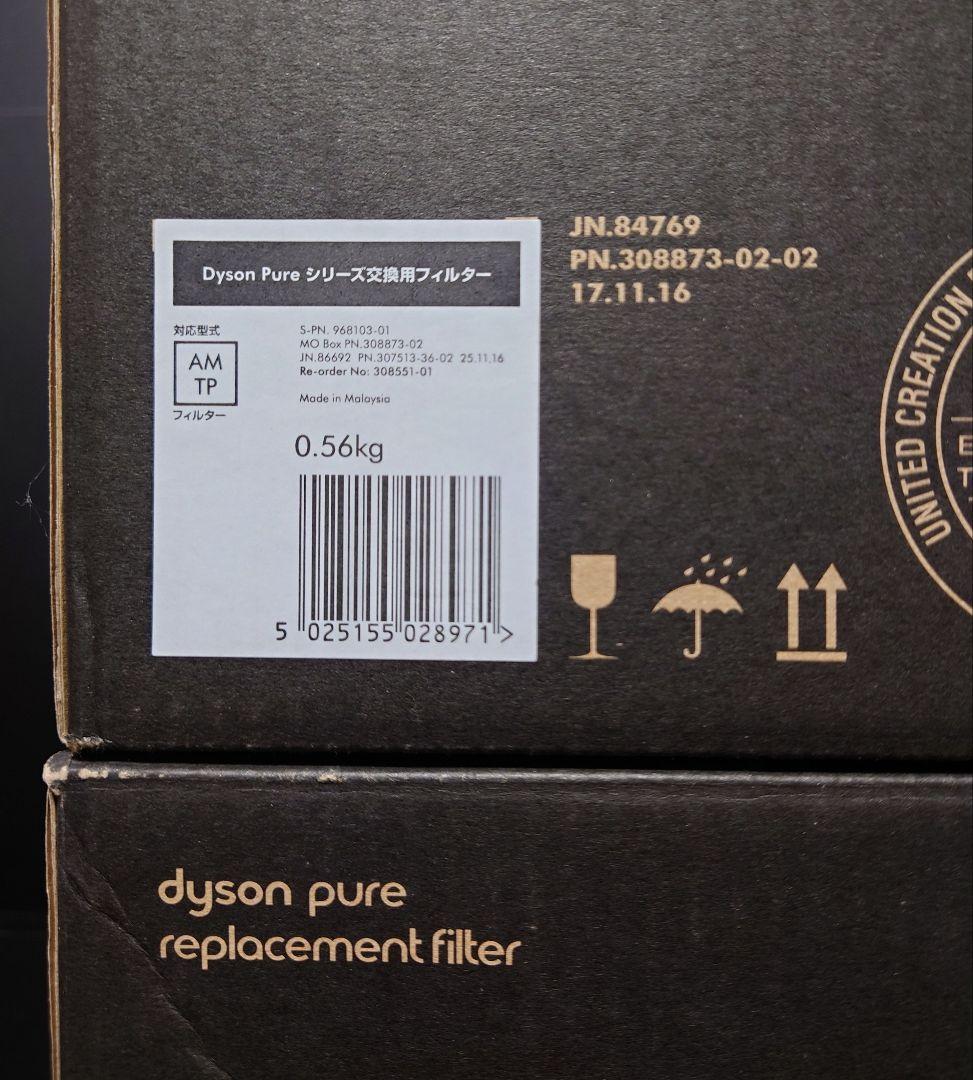 Dyson Pure シリーズ交換用フィルター
対応型式
AM
TP
フィルター
S-PN. 968103-01
MO Box PN.308873-02
JN.86692 PN.307513-36-02 25.11.16
Re-order No: 308551-01
Made in Malaysia
0.56kg
5 025155 028971 >
JN.84769
PN.308873-02-02
17.11.16
UNITED CREATION
dyson pure
replacement filter